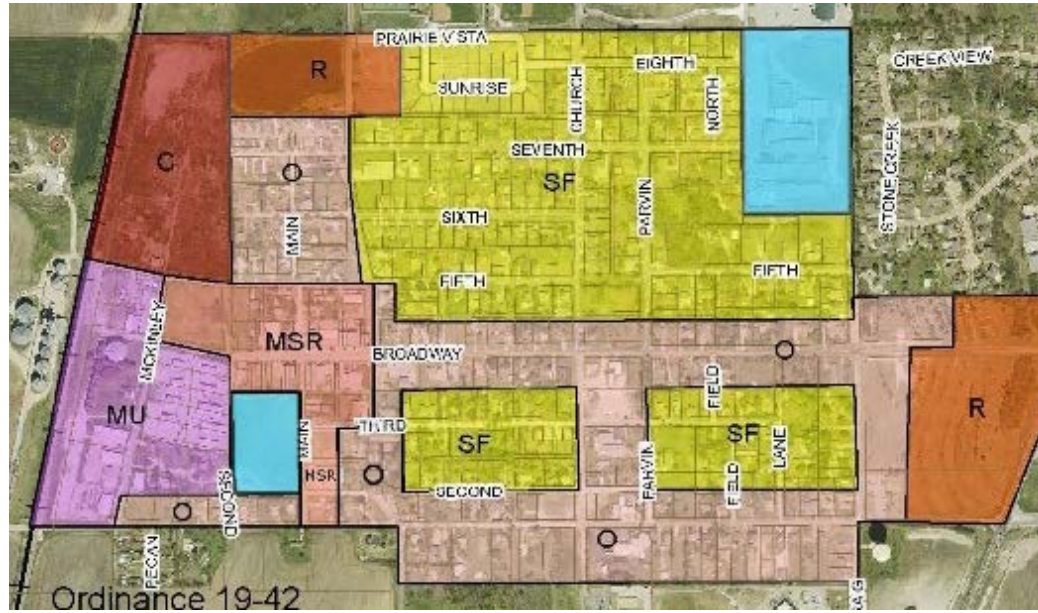 PRAIRIE VISTA
CREEK VIEW
EIGHTH
R
SUNRISE
CHURCH
NORTH
SEVENTH
C
O
SF
STONE CREEK
PARVIN
SIXTH
MAIN
FIFTH
FIFTH
MCKINLEY
MSR
BROADWAY
O
FIELD
MU
R
THIRD
SF
SF
LANE
MAIN
MSR
O
SECOND
PARVIN
FIELD
SECOND
O
O
PECAN
Ordinance 19-42